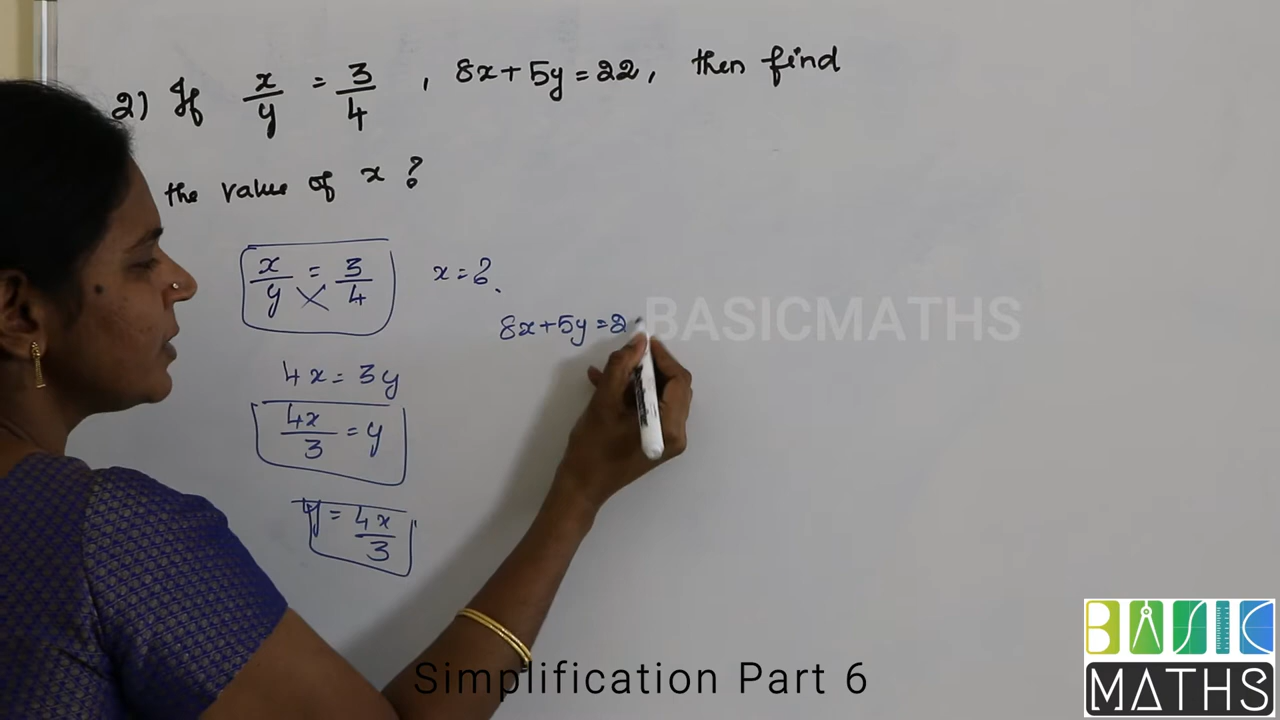 2) If x/y = 3/4 , 8x+5y=22, then find
the value of x ?
x/y = 3/4
x = ?
8x+5y=2
4x = 3y
4x/3 = y
y = 4x/3
BASICMATHS
Simplification Part 6
BASIC
MATHS